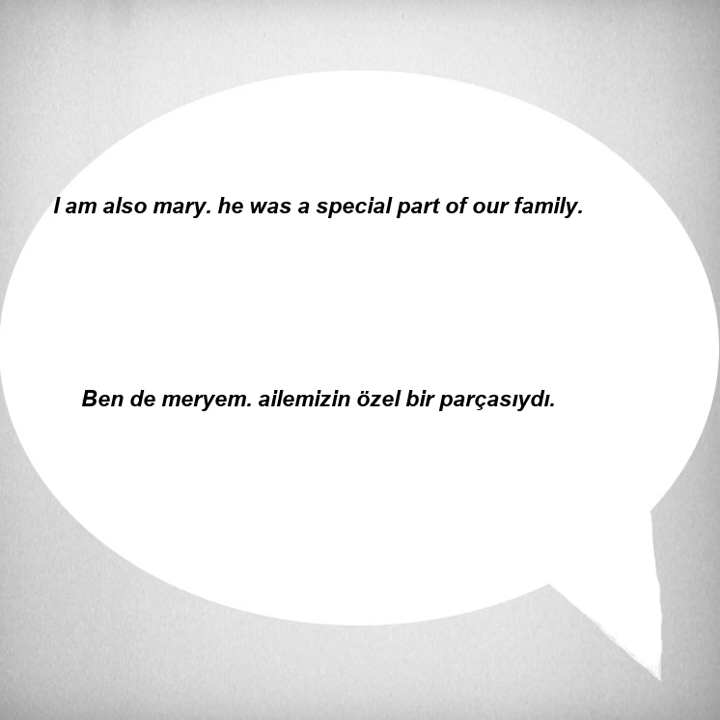 I am also mary. he was a special part of our family.
Ben de meryem. ailemizin özel bir parçasıydı.